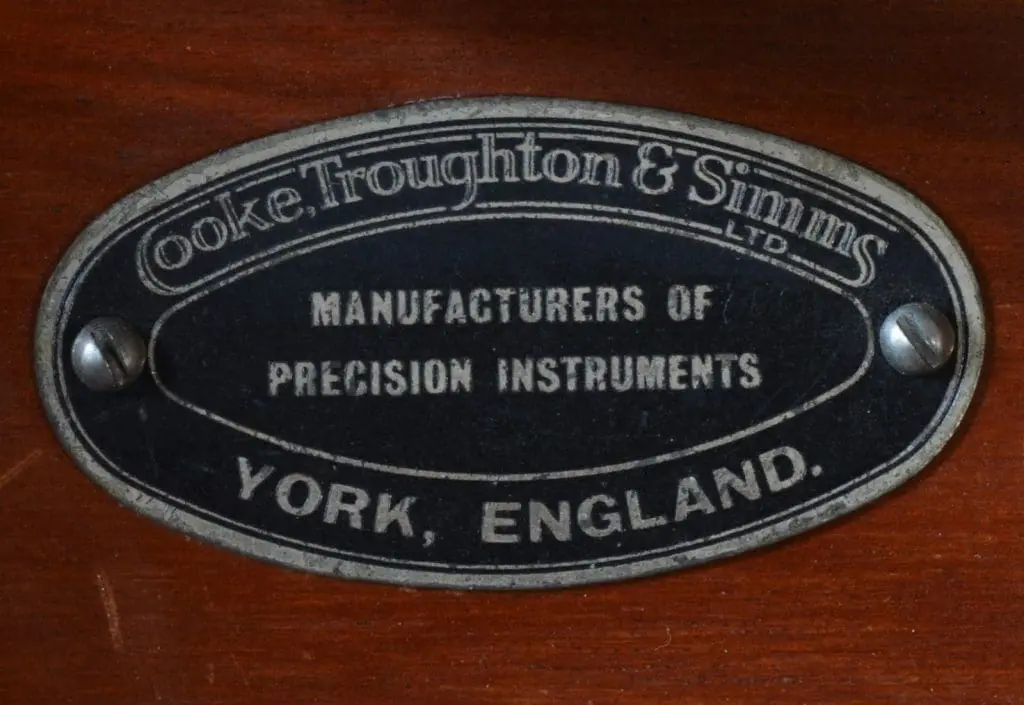 Cooke, Troughton & Simms
LTD.
MANUFACTURERS OF
PRECISION INSTRUMENTS
YORK, ENGLAND.